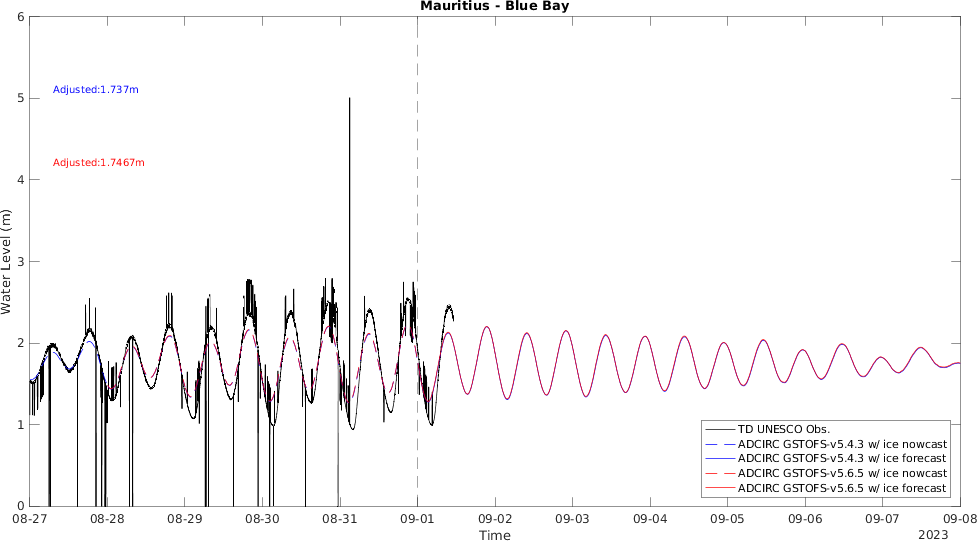 Mauritius - Blue Bay
6
5
4
3
2
1
0
Water Level (m)
Adjusted:1.737m
Adjusted:1.7467m
TD UNESCO Obs.
ADCIRC GSTOFS-v5.4.3 w/ ice nowcast
ADCIRC GSTOFS-v5.4.3 w/ ice forecast
ADCIRC GSTOFS-v5.6.5 w/ ice nowcast
ADCIRC GSTOFS-v5.6.5 w/ ice forecast
08-27 08-28 08-29 08-30 08-31 09-01 09-02 09-03 09-04 09-05 09-06 09-07 09-08
Time
2023